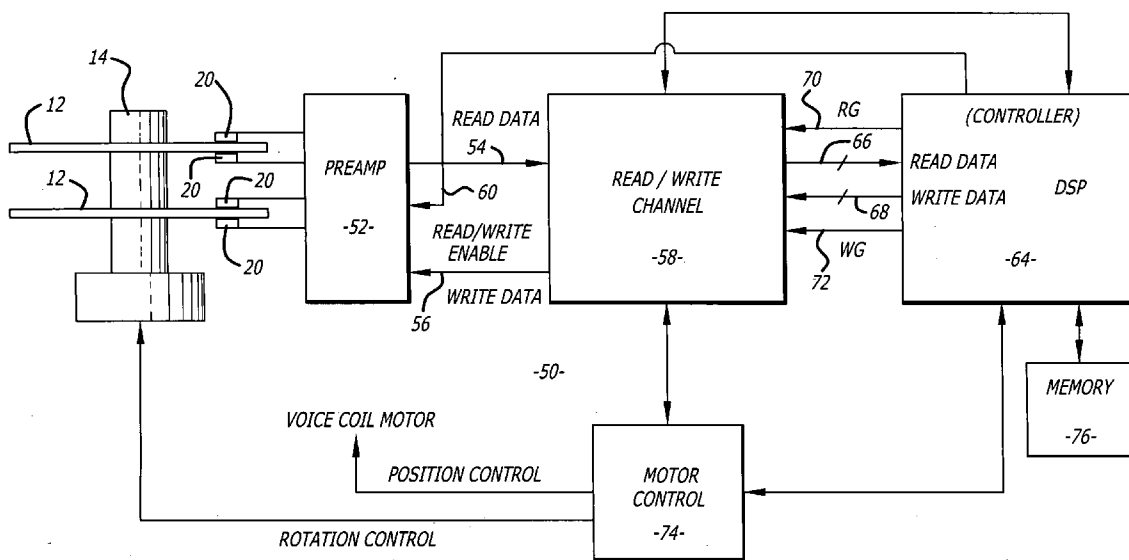 14
12
20
20
12
20
20
PREAMP
-52-
READ DATA
54
60
READ/WRITE
ENABLE
WRITE DATA
56
READ / WRITE
CHANNEL
-58-
70
RG
66
READ DATA
WRITE DATA
68
WG
72
(CONTROLLER)
DSP
-64-
-50-
MEMORY
-76-
VOICE COIL MOTOR
POSITION CONTROL
MOTOR
CONTROL
-74-
ROTATION CONTROL